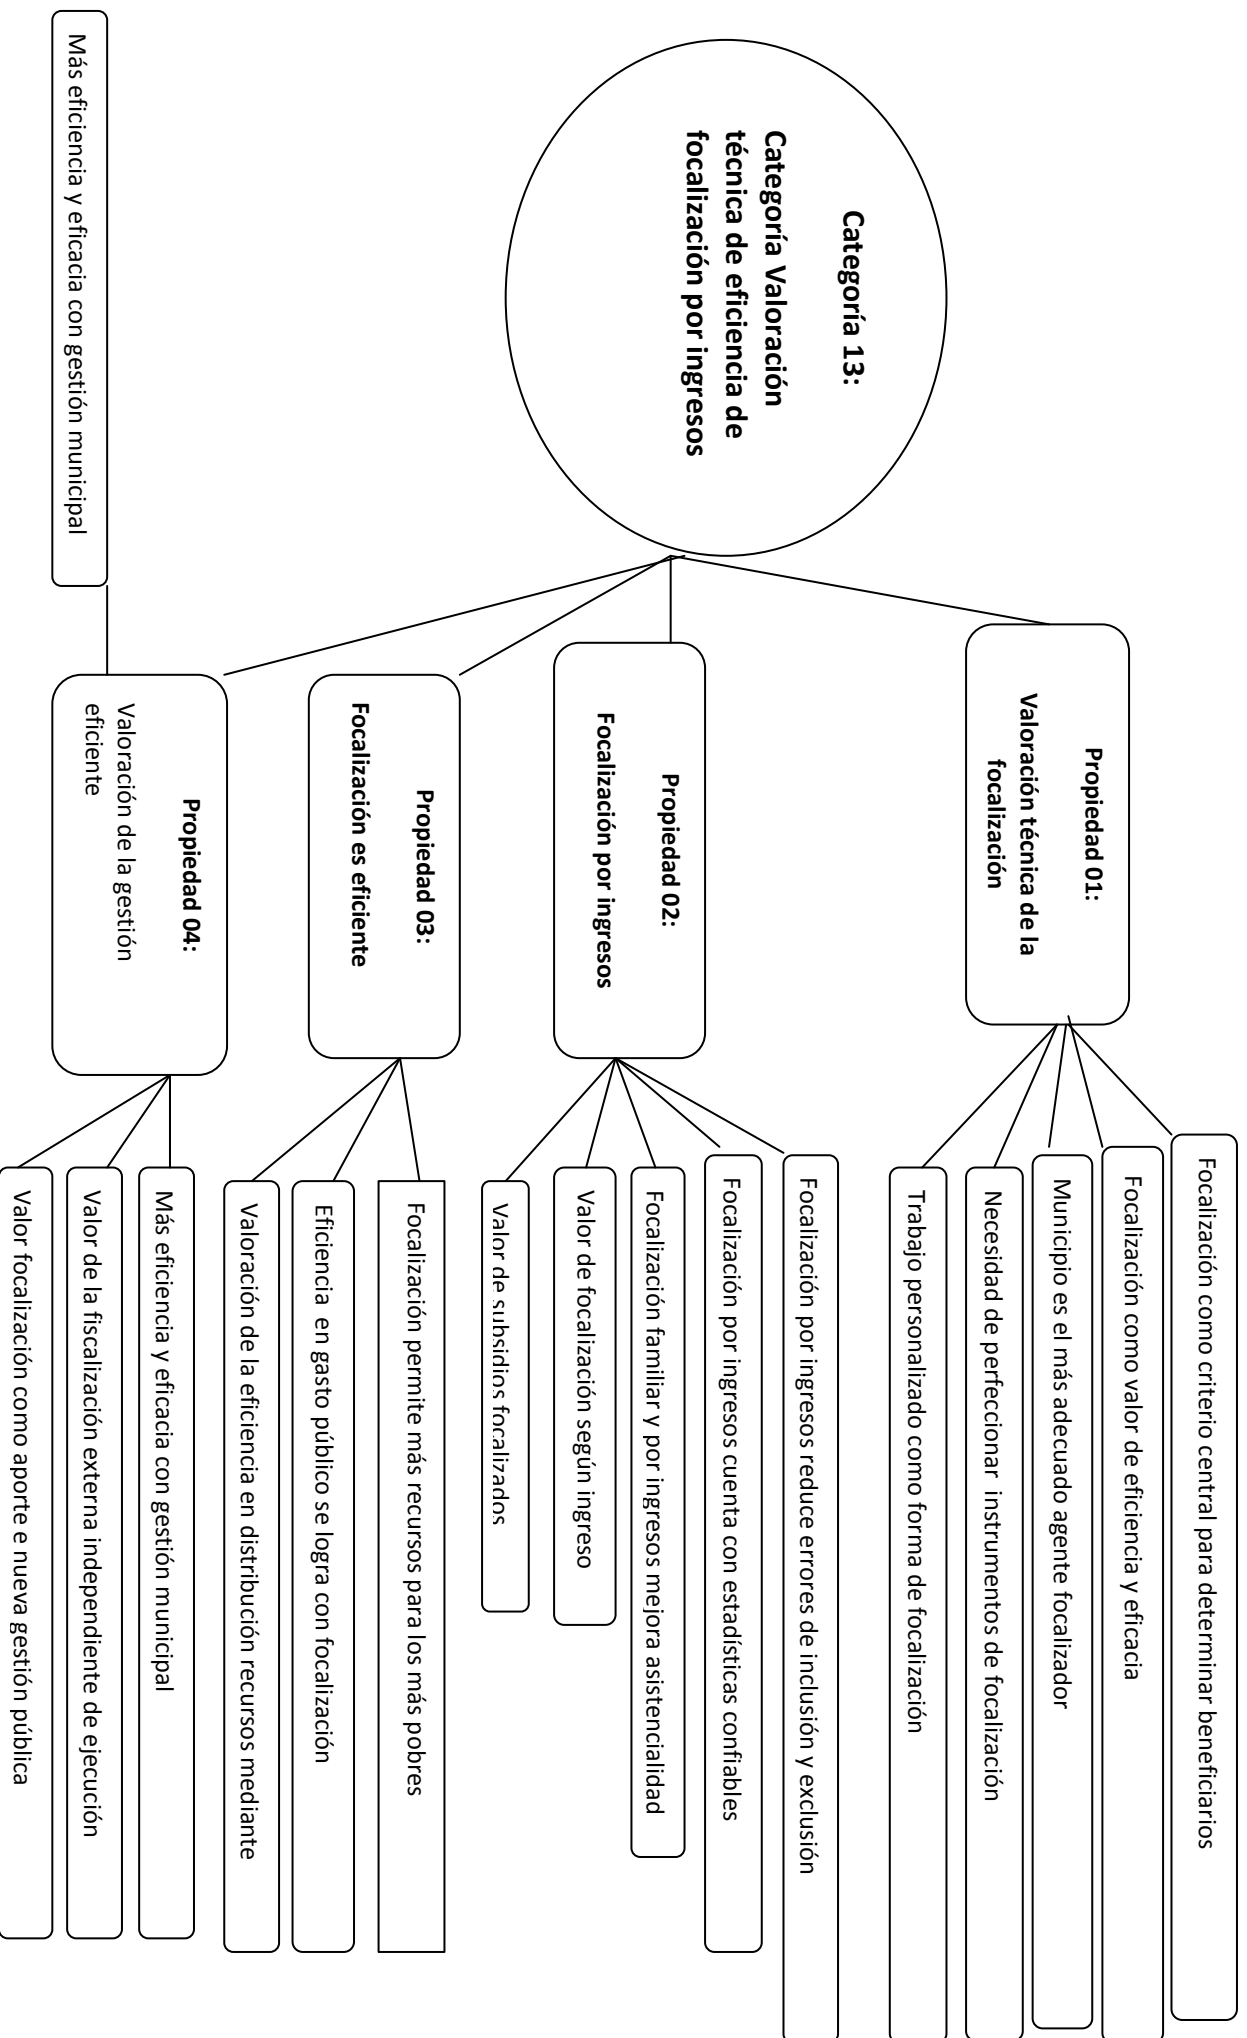 Categoría 13:
Categoría Valoración
técnica de eficiencia de
focalización por ingresos
Propiedad 01:
Valoración técnica de la
focalización
Focalización como criterio central para determinar beneficiarios
Focalización como valor de eficiencia y eficacia
Municipio es el más adecuado agente focalizador
Necesidad de perfeccionar instrumentos de focalización
Trabajo personalizado como forma de focalización
Propiedad 02:
Focalización por ingresos
Focalización por ingresos reduce errores de inclusión y exclusión
Focalización por ingresos cuenta con estadísticas confiables
Focalización familiar y por ingresos mejora asistencialidad
Valor de focalización según ingreso
Valor de subsidios focalizados
Propiedad 03:
Focalización es eficiente
Focalización permite más recursos para los más pobres
Eficiencia en gasto público se logra con focalización
Valoración de la eficiencia en distribución recursos mediante
Propiedad 04:
Valoración de la gestión
eficiente
Más eficiencia y eficacia con gestión municipal
Valor de la fiscalización externa independiente de ejecución
Valor focalización como aporte e nueva gestión pública
Más eficiencia y eficacia con gestión municipal